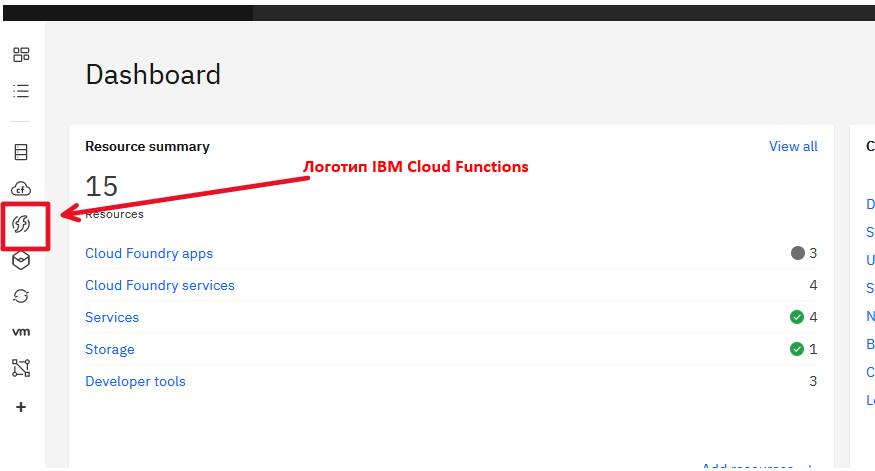 Dashboard
Resource summary
View all
C
Логотип IBM Cloud Functions
15
Resources
cf
D
Cloud Foundry apps
3
S
Cloud Foundry services
4
U
S
Services
4
N
vm
Storage
1
B
Developer tools
3
C
Add resources +